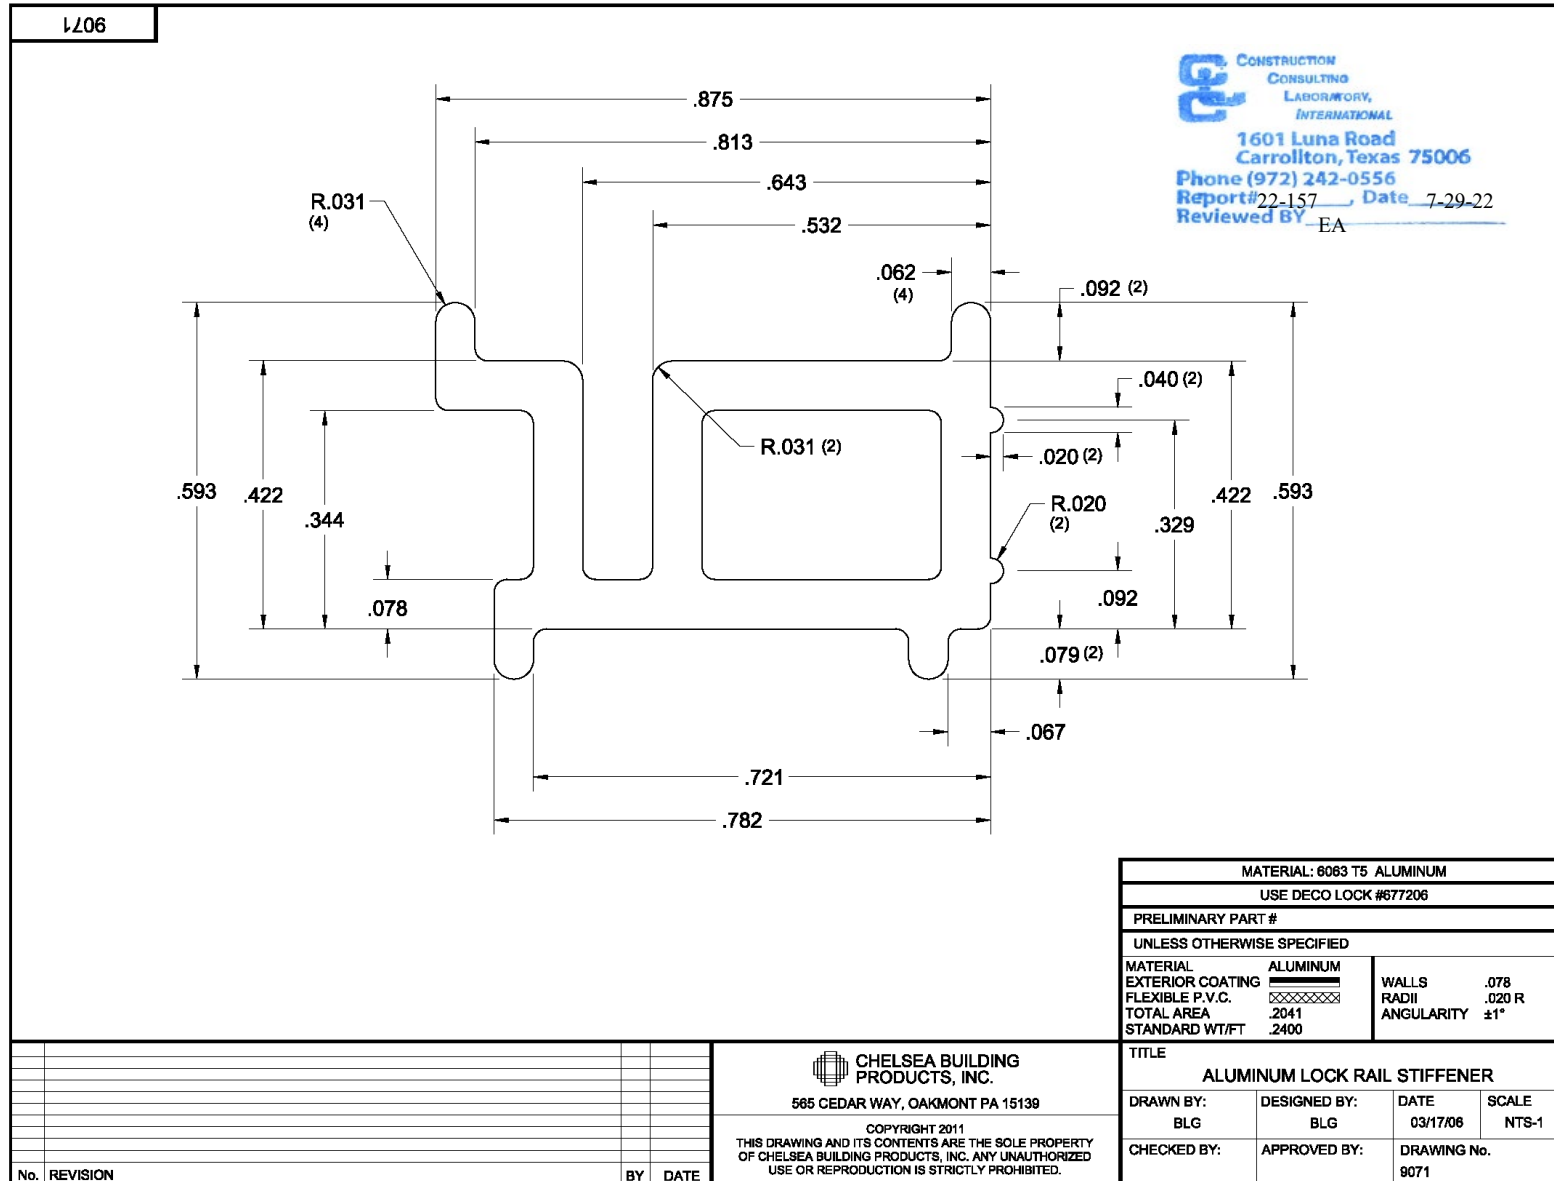 9071
CONSTRUCTION
CONSULTING
LABORATORY,
INTERNATIONAL
1601 Luna Road
Carrollton, Texas 75006
Phone (972) 242-0556
Report# 22-157, Date 7-29-22
Reviewed BY EA
.875
.813
.643
.532
R.031
(4)
.062
(4)
.092 (2)
.040 (2)
R.031 (2)
.020 (2)
.593
.422
.344
R.020
(2)
.329
.422
.593
.078
.092
.079 (2)
.067
.721
.782
MATERIAL: 6063 T5 ALUMINUM
USE DECO LOCK #677206
PRELIMINARY PART #
UNLESS OTHERWISE SPECIFIED
MATERIAL ALUMINUM
EXTERIOR COATING
FLEXIBLE P.V.C.
TOTAL AREA .2041
STANDARD WT/FT .2400
WALLS .078
RADII .020 R
ANGULARITY ±1°
No. REVISION BY DATE
CHELSEA BUILDING
PRODUCTS, INC.
565 CEDAR WAY, OAKMONT PA 15139
COPYRIGHT 2011
THIS DRAWING AND ITS CONTENTS ARE THE SOLE PROPERTY
OF CHELSEA BUILDING PRODUCTS, INC. ANY UNAUTHORIZED
USE OR REPRODUCTION IS STRICTLY PROHIBITED.
TITLE
ALUMINUM LOCK RAIL STIFFENER
DRAWN BY: DESIGNED BY: DATE SCALE
BLG BLG 03/17/06 NTS-1
CHECKED BY: APPROVED BY: DRAWING No.
9071